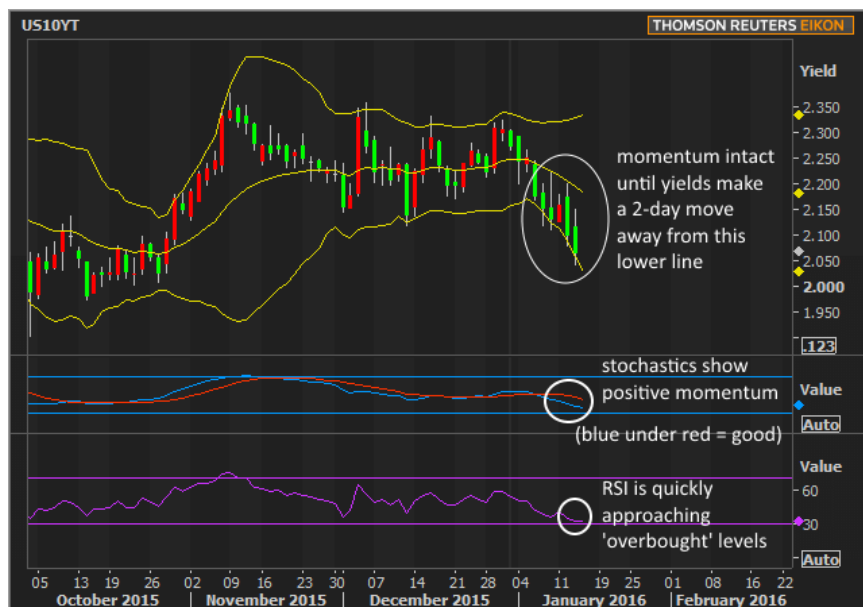 US10YT
THOMSON REUTERS EIKON
Yield
2.350
2.300
2.250
2.200
2.150
2.100
2.050
2.000
1.950
.123
momentum intact
until yields make
a 2-day move
away from this
lower line
stochastics show
positive momentum
(blue under red = good)
Value
Auto
RSI is quickly
approaching
'overbought' levels
Value
60
30
Auto
05 13 19 26 02 09 16 23 30 07 14 21 28 04 11 19 25 01 08 16 22
October 2015 November 2015 December 2015 January 2016 February 2016